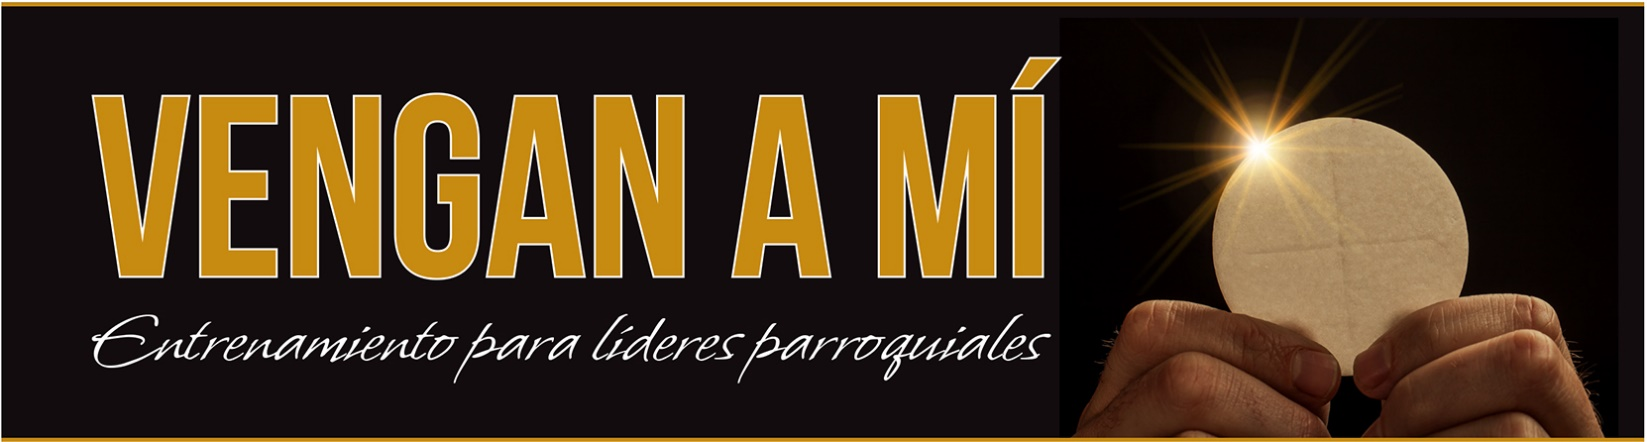 VENGAN A MÍ
Entrenamiento para líderes parroquiales